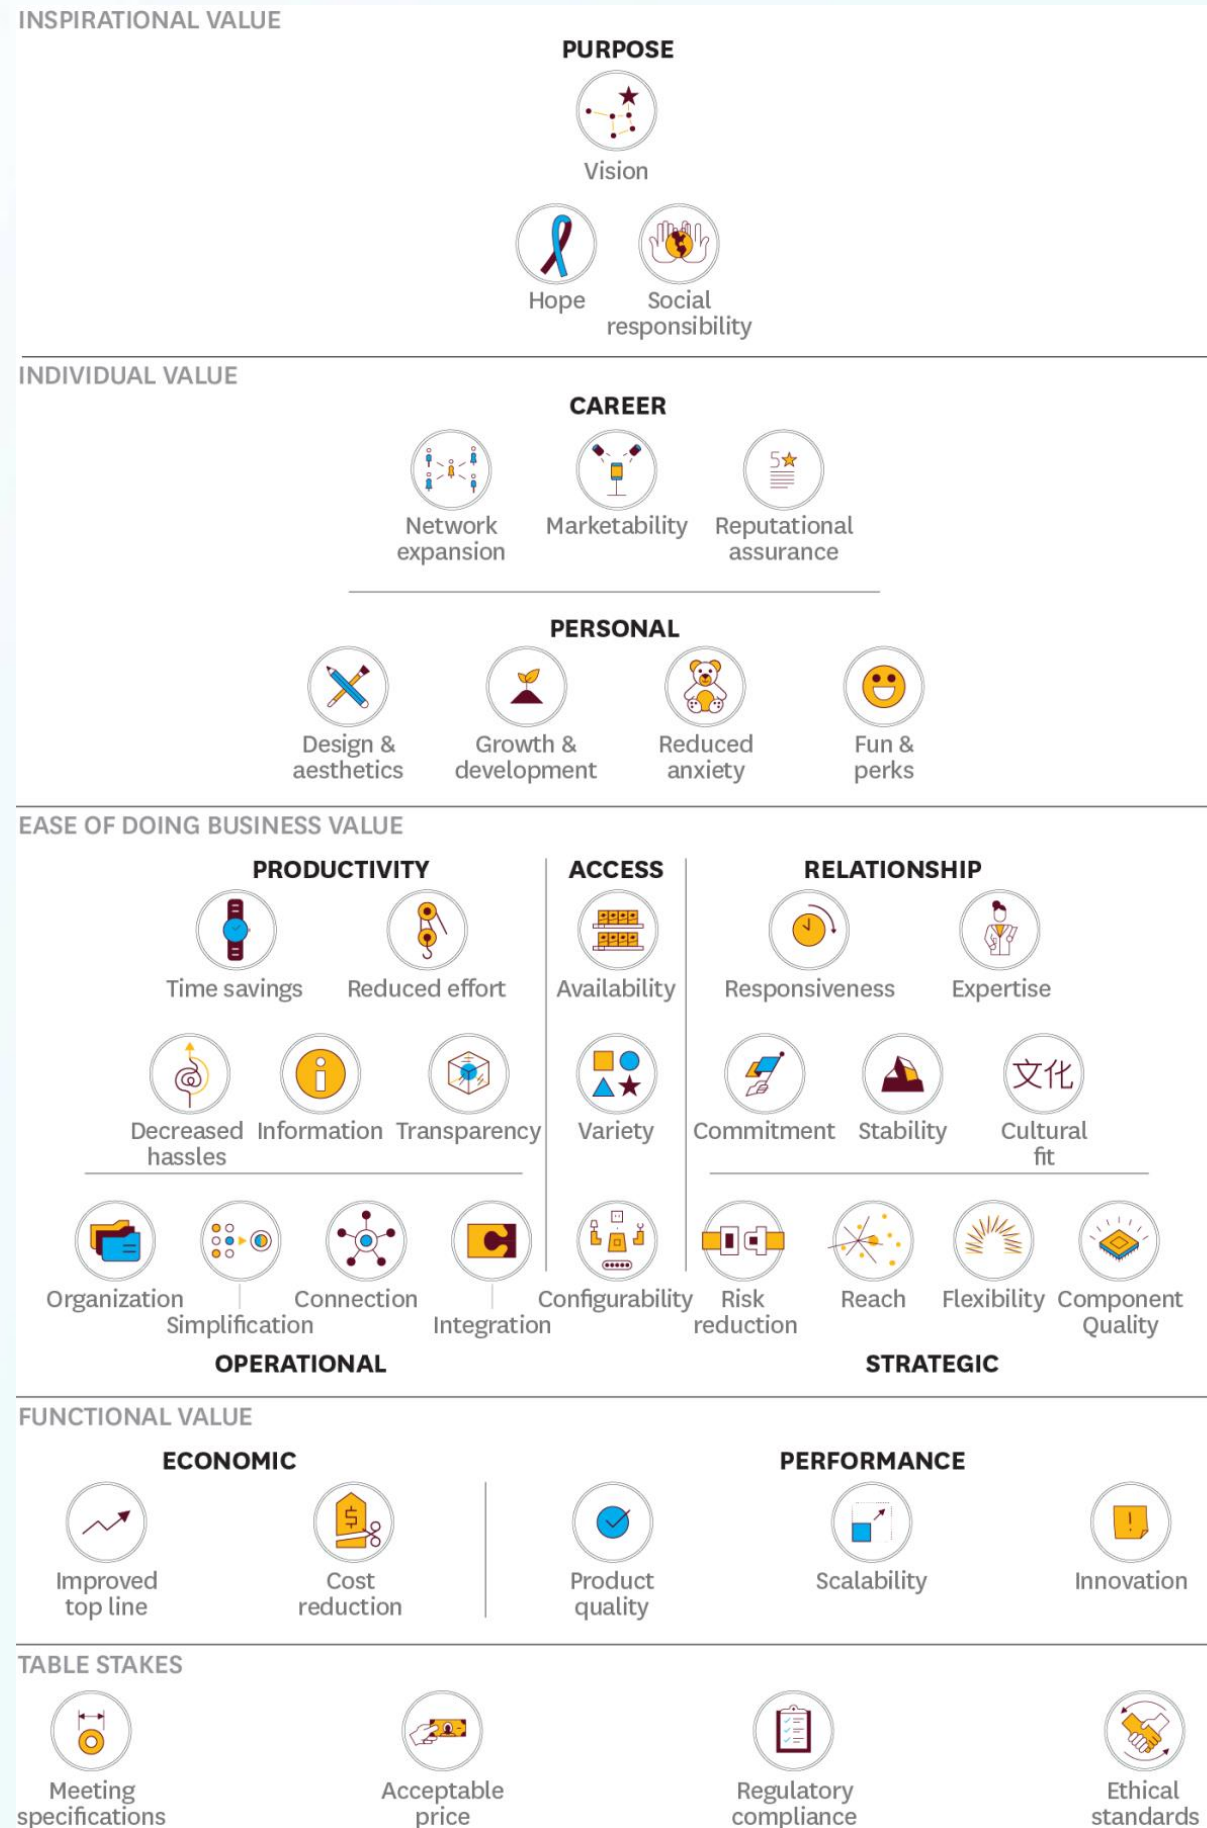 INSPIRATIONAL VALUE
PURPOSE
Vision
Hope
Social
responsibility
INDIVIDUAL VALUE
CAREER
5
Network
expansion
Marketability
Reputational
assurance
PERSONAL
Design &
aesthetics
Growth &
development
Reduced
anxiety
Fun &
perks
EASE OF DOING BUSINESS VALUE
PRODUCTIVITY
Time savings
Reduced effort
i
Decreased
hassles
Information
Transparency
ACCESS
Availability
Variety
Configurability
RELATIONSHIP
Responsiveness
Expertise
Commitment
Stability
文化
Cultural
fit
Organization
Simplification
Connection
Integration
OPERATIONAL
Risk
reduction
Reach
Flexibility
Component
Quality
STRATEGIC
FUNCTIONAL VALUE
ECONOMIC
Improved
top line
$
Cost
reduction
PERFORMANCE
Product
quality
Scalability
!
Innovation
TABLE STAKES
Meeting
specifications
Acceptable
price
Regulatory
compliance
Ethical
standards